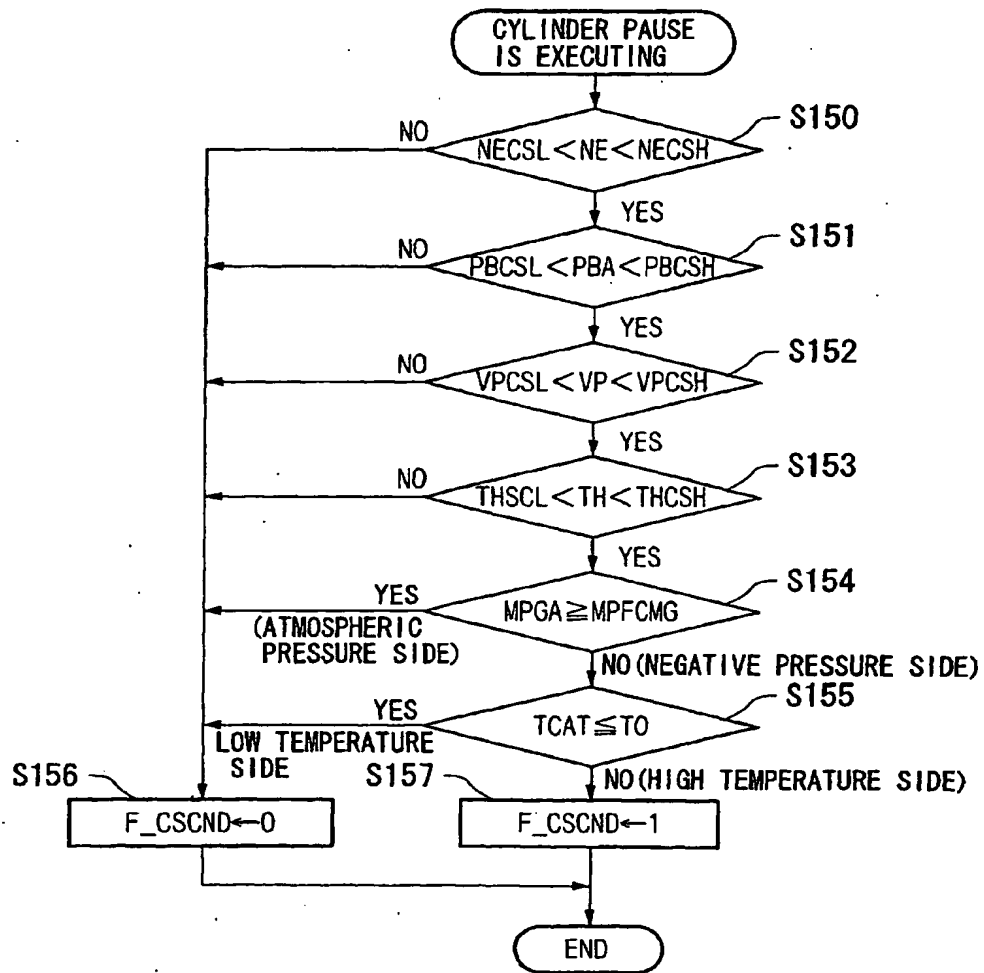 CYLINDER PAUSE
IS EXECUTING
S150
NO
NECSL<NE<NECSH
YES
S151
NO
PBCSL<PBA<PBCSH
YES
S152
NO
VPCSL<VP<VPCSH
YES
S153
NO
THSCL<TH<THCSH
YES
S154
YES
MPGA≧MPFCMG
(ATMOSPHERIC
PRESSURE SIDE)
NO(NEGATIVE PRESSURE SIDE)
S155
YES
TCAT≦TO
LOW TEMPERATURE
SIDE
NO(HIGH TEMPERATURE SIDE)
S156
S157
F_CSCND←0
F_CSCND←1
END